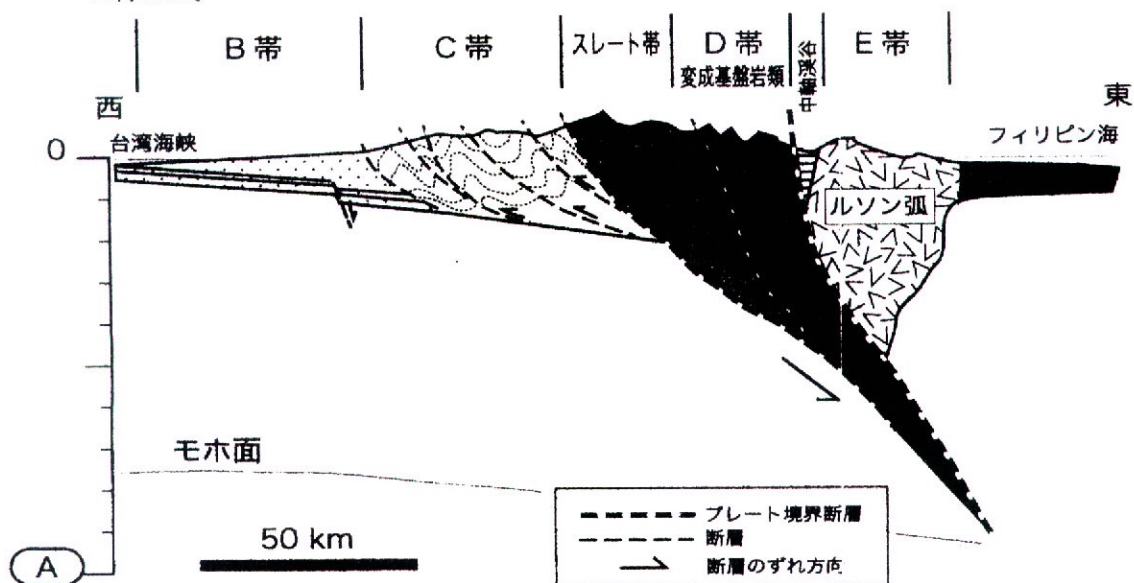 B帯
C帯
スレート帯
D帯
変成基盤岩類
中軸渓谷
E帯
西
東
台湾海峡
フィリピン海
0
ルソン弧
モホ面
A
50 km
プレート境界断層
断層
断層のずれ方向